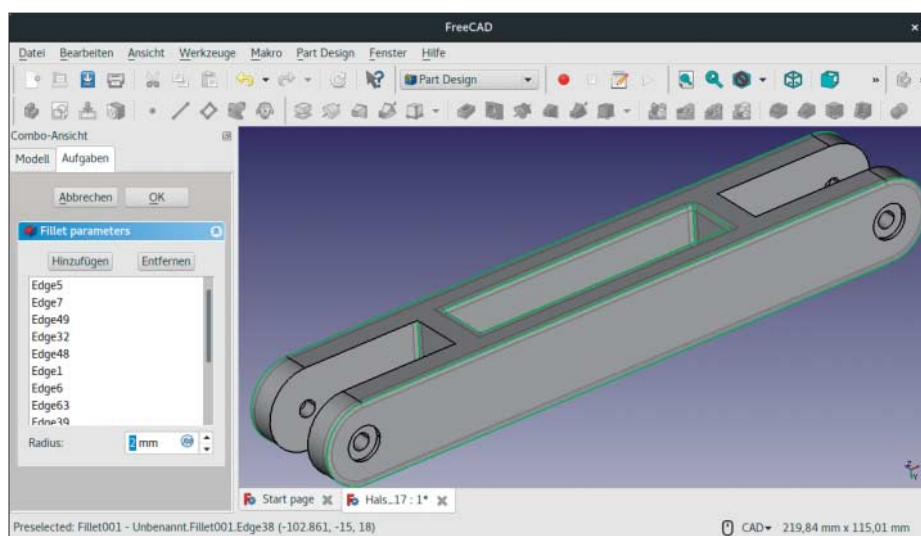 FreeCAD
Datei Bearbeiten Ansicht Werkzeuge Makro Part Design Fenster Hilfe
Part Design
»
Combo-Ansicht
Modell Aufgaben
Abbrechen OK
Fillet parameters
Hinzufügen Entfernen
Edge5
Edge7
Edge49
Edge32
Edge48
Edge1
Edge6
Edge63
Edge39
Radius: 2 mm
Start page Hals_17 : 1*
Preselected: Fillet001 - Unbenannt.Fillet001.Edge38 (-102.861, -15, 18) CAD 219,84 mm x 115,01 mm